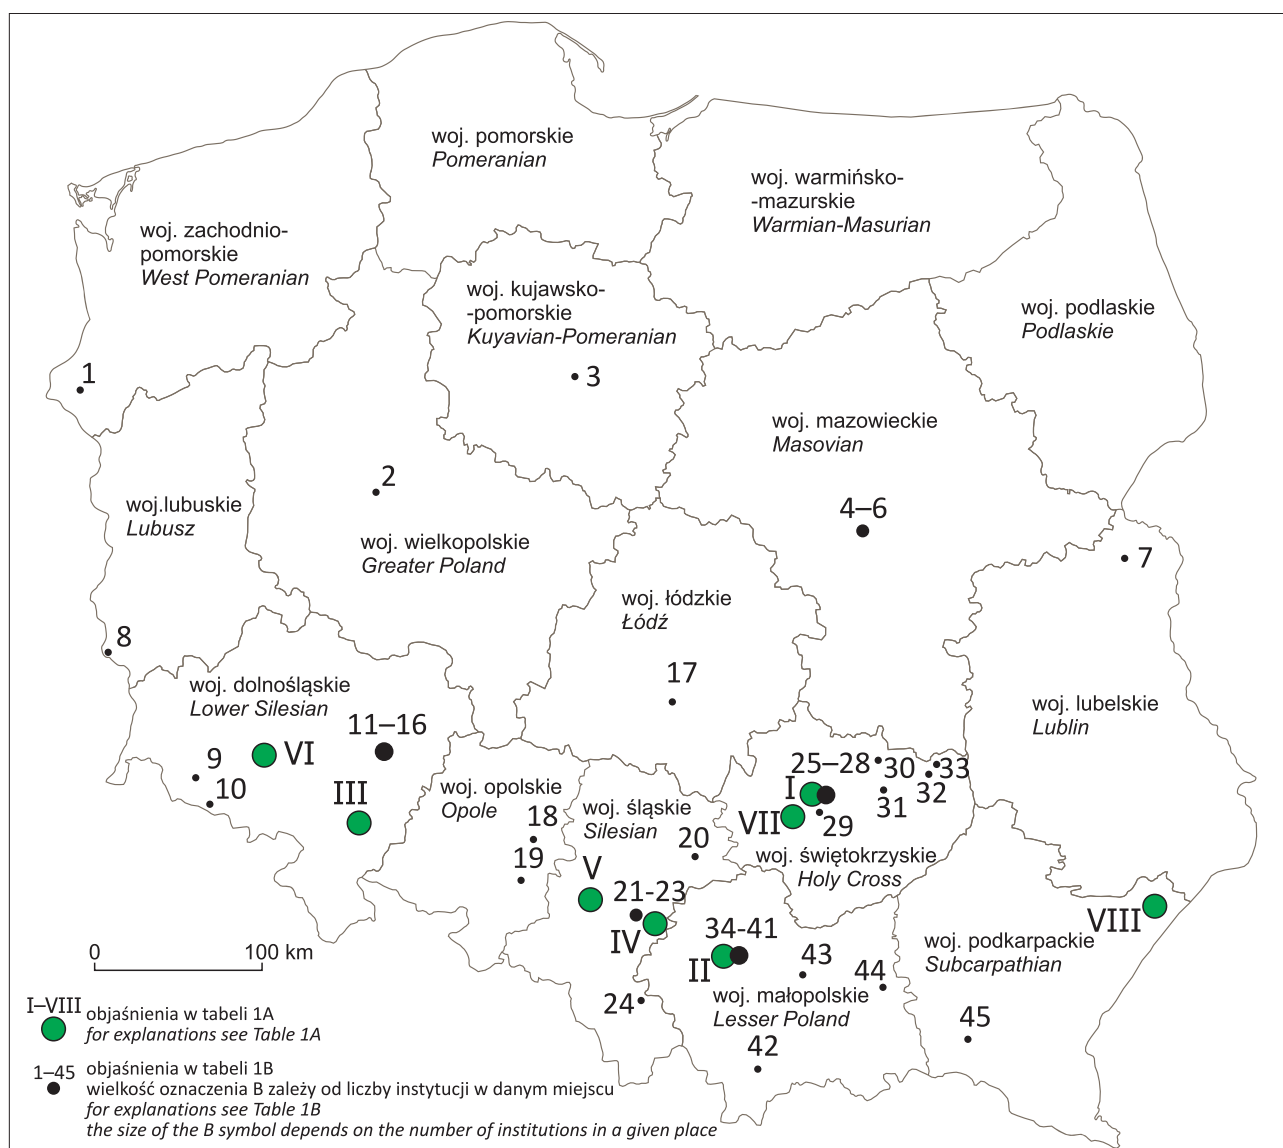 woj. pomorskie
Pomeranian
woj. warmińsko-
-mazurskie
Warmian-Masurian
woj. zachodnio-
pomorskie
West Pomeranian
woj. kujawsko-
-pomorskie
Kuyavian-Pomeranian
woj. podlaskie
Podlaskie
1
3
woj. mazowieckie
Masovian
2
4–6
woj.lubuskie
Lubusz
woj. wielkopolskie
Greater Poland
7
woj. łódzkie
Łódź
8
17
woj. dolnośląskie
Lower Silesian
woj. lubelskie
Lublin
11–16
9
VI
10
III
25–28
30
33
I
32
31
VII
29
woj. opolskie
Opole
18
19
woj. śląskie
Silesian
20
woj. świętokrzyskie
Holy Cross
V
21-23
IV
34-41
II
43
44
VIII
woj. podkarpackie
Subcarpathian
woj. małopolskie
Lesser Poland
24
42
45
0
100 km
I–VIII
objaśnienia w tabeli 1A
for explanations see Table 1A
1–45
objaśnienia w tabeli 1B
wielkość oznaczenia B zależy od liczby instytucji w danym miejscu
for explanations see Table 1B
the size of the B symbol depends on the number of institutions in a given place